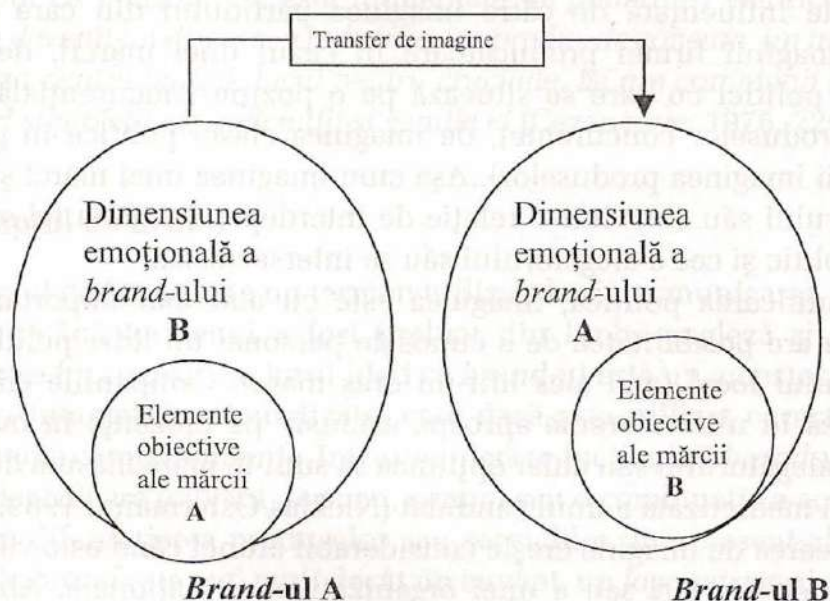 Transfer de imagine
Dimensiunea
emoțională a
brand-ului
B
Elemente
obiective
ale mărcii
A
Brand-ul A
Dimensiunea
emoțională a
brand-ului
A
Elemente
obiective
ale mărcii
B
Brand-ul B